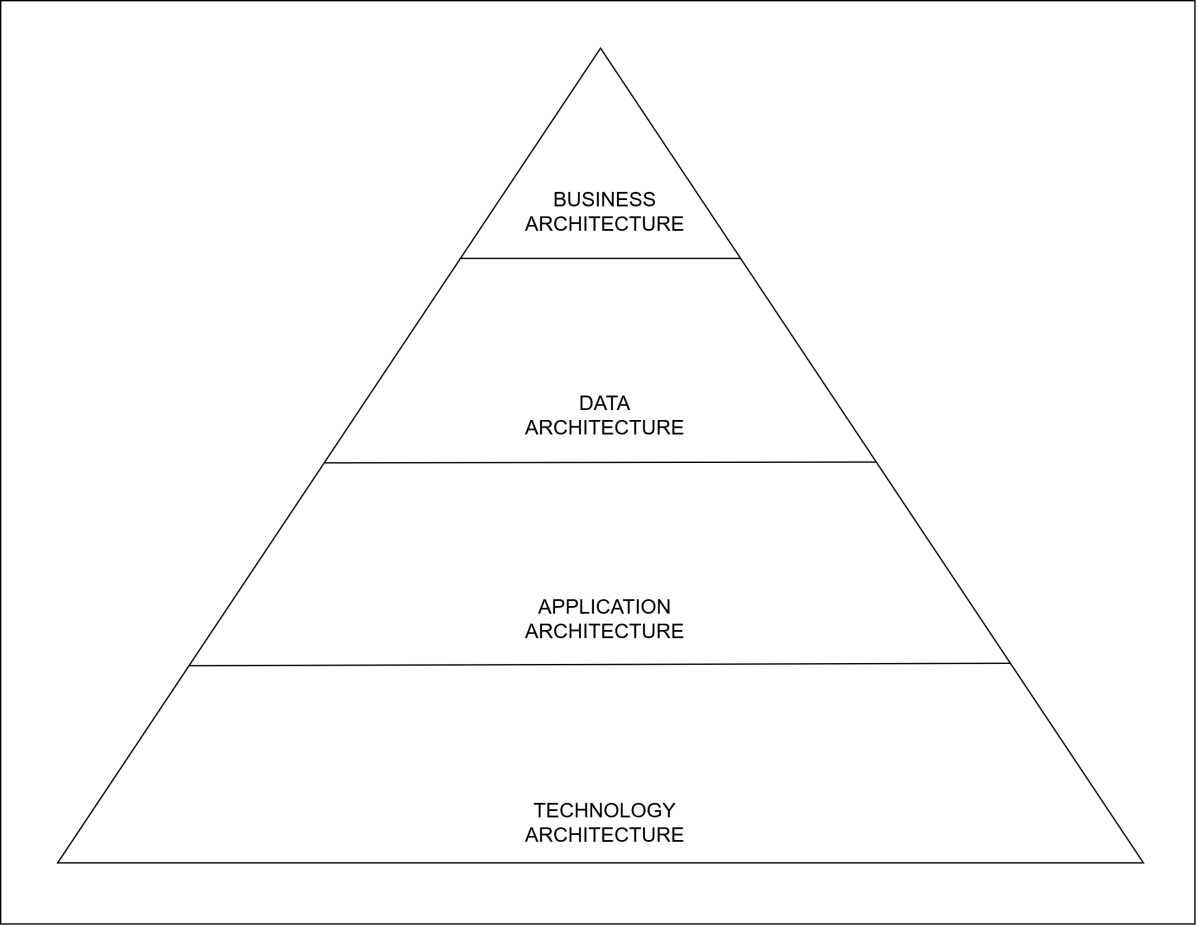 BUSINESS
ARCHITECTURE
DATA
ARCHITECTURE
APPLICATION
ARCHITECTURE
TECHNOLOGY
ARCHITECTURE